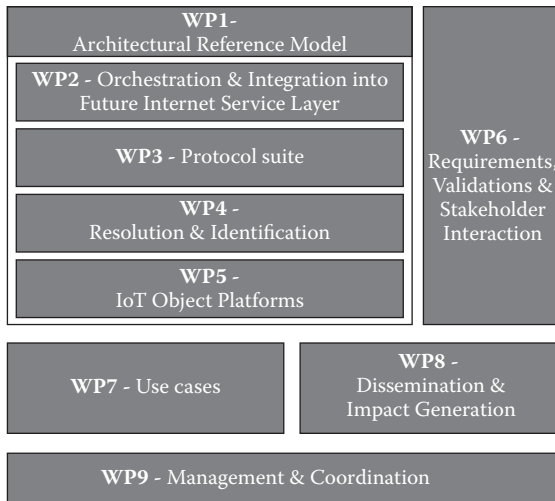 WP1-
Architectural Reference Model
WP2 - Orchestration & Integration into
Future Internet Service Layer
WP3 - Protocol suite
WP4 -
Resolution & Identification
WP5 -
IoT Object Platforms
WP6 -
Requirements,
Validations &
Stakeholder
Interaction
WP7 - Use cases
WP8 -
Dissemination &
Impact Generation
WP9 - Management & Coordination